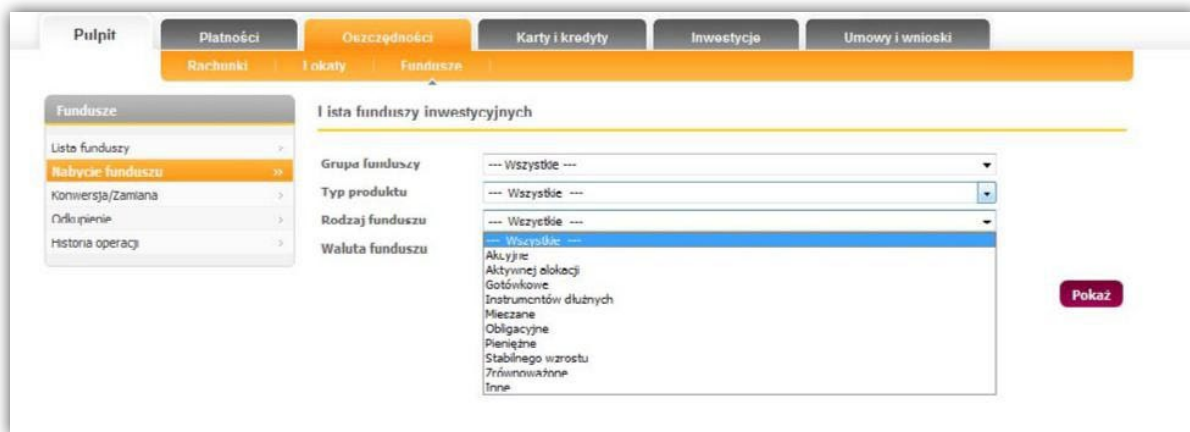 Pulpit
Płatności
Oszczędności
Karty i kredyty
Inwestycje
Umowy i wnioski
Rachunki
Lokaty
Fundusze
Fundusze
Lista funduszy
Nabycie funduszu
Konwersja/Zamiana
Odkupienie
Historia operacji
Lista funduszy inwestycyjnych
Grupa funduszy --- Wszystkie ---
Typ produktu --- Wszystkie ---
Rodzaj funduszu --- Wszystkie ---
Waluta funduszu
--- Wszystkie ---
Akcyjne
Aktywnej alokacji
Gotówkowe
Instrumentów dłużnych
Mieszane
Obligacyjne
Pieniężne
Stabilnego wzrostu
Zrównoważone
Inne
Pokaż